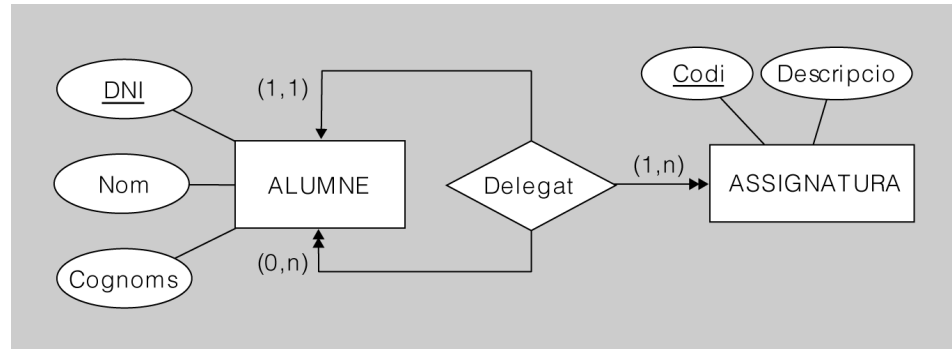 DNI
Nom
Cognoms
ALUMNE
(1,1)
(0,n)
Delegat
(1,n)
Codi
Descripcio
ASSIGNATURA